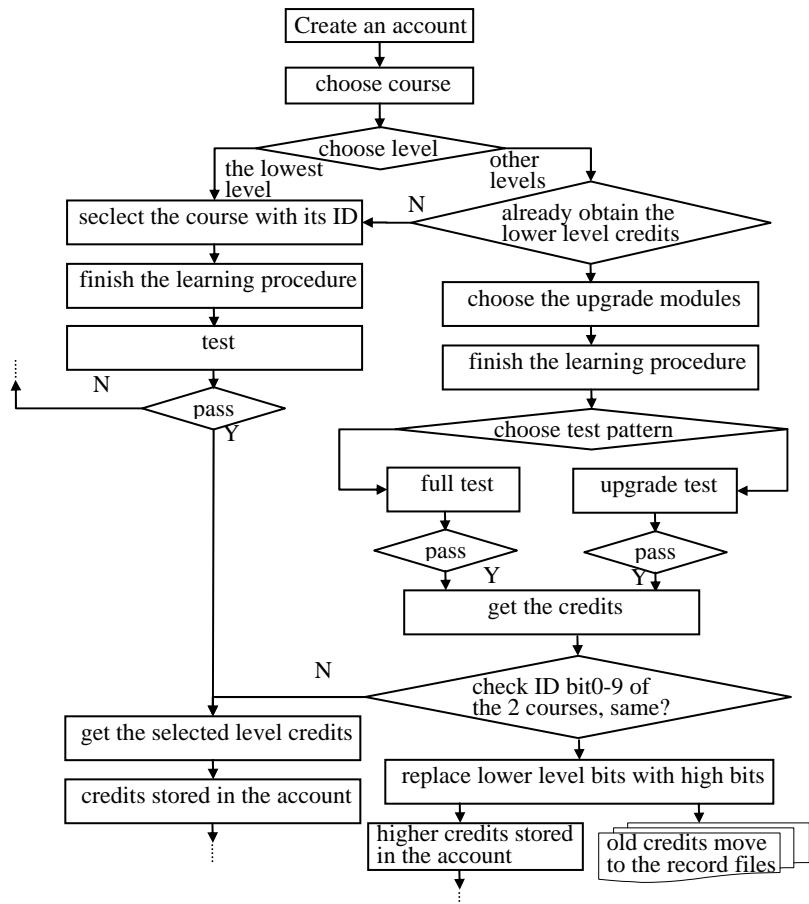 Create an account
choose course
choose level
the lowest
level
other
levels
seclect the course with its ID
N
already obtain the
lower level credits
finish the learning procedure
choose the upgrade modules
test
finish the learning procedure
N
pass
Y
choose test pattern
full test
upgrade test
pass
pass
Y
Y
get the credits
N
check ID bit0-9 of
the 2 courses, same?
get the selected level credits
replace lower level bits with high bits
credits stored in the account
higher credits stored
in the account
old credits move
to the record files